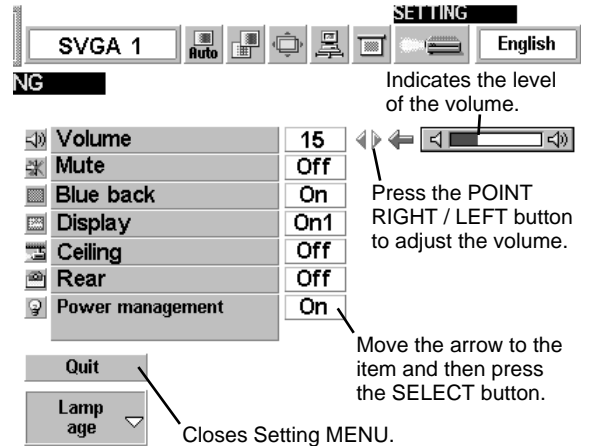 SETTING
SVGA 1
Auto
English
NG
Indicates the level
of the volume.
Volume 15
Mute Off
Blue back On
Display On1
Ceiling Off
Rear Off
Power management On
Press the POINT
RIGHT / LEFT button
to adjust the volume.
Move the arrow to the
item and then press
the SELECT button.
Quit
Lamp
age
Closes Setting MENU.